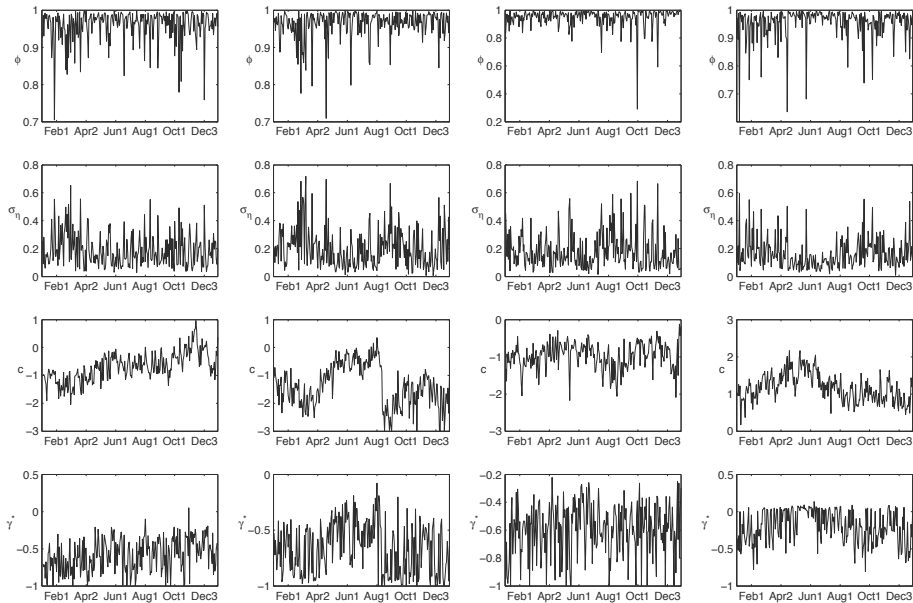 1 1 1 1
0.9 0.9 0.8 0.9
0.8 0.8 0.6 0.8
0.4 0.7
0.7 0.7 0.2
ϕ ϕ ϕ ϕ
Feb1 Apr2 Jun1 Aug1 Oct1 Dec3 Feb1 Apr2 Jun1 Aug1 Oct1 Dec3 Feb1 Apr2 Jun1 Aug1 Oct1 Dec3 Feb1 Apr2 Jun1 Aug1 Oct1 Dec3
0.8 0.8 0.8 0.8
0.6 0.6 0.6 0.6
0.4 0.4 0.4 0.4
0.2 0.2 0.2 0.2
0 0 0 0
ση ση ση ση
Feb1 Apr2 Jun1 Aug1 Oct1 Dec3 Feb1 Apr2 Jun1 Aug1 Oct1 Dec3 Feb1 Apr2 Jun1 Aug1 Oct1 Dec3 Feb1 Apr2 Jun1 Aug1 Oct1 Dec3
1 1 0 3
0 0
−1 −1 −1 2
−2 −2 −2 1
−3 −3 −3 0
c c c c
Feb1 Apr2 Jun1 Aug1 Oct1 Dec3 Feb1 Apr2 Jun1 Aug1 Oct1 Dec3 Feb1 Apr2 Jun1 Aug1 Oct1 Dec3 Feb1 Apr2 Jun1 Aug1 Oct1 Dec3
0.5 0 −0.2 0.5
0 −0.4 0
−0.5 −0.5 −0.6 −0.5
−0.8
−1 −1 −1 −1
γ* γ* γ* γ*
Feb1 Apr2 Jun1 Aug1 Oct1 Dec3 Feb1 Apr2 Jun1 Aug1 Oct1 Dec3 Feb1 Apr2 Jun1 Aug1 Oct1 Dec3 Feb1 Apr2 Jun1 Aug1 Oct1 Dec3